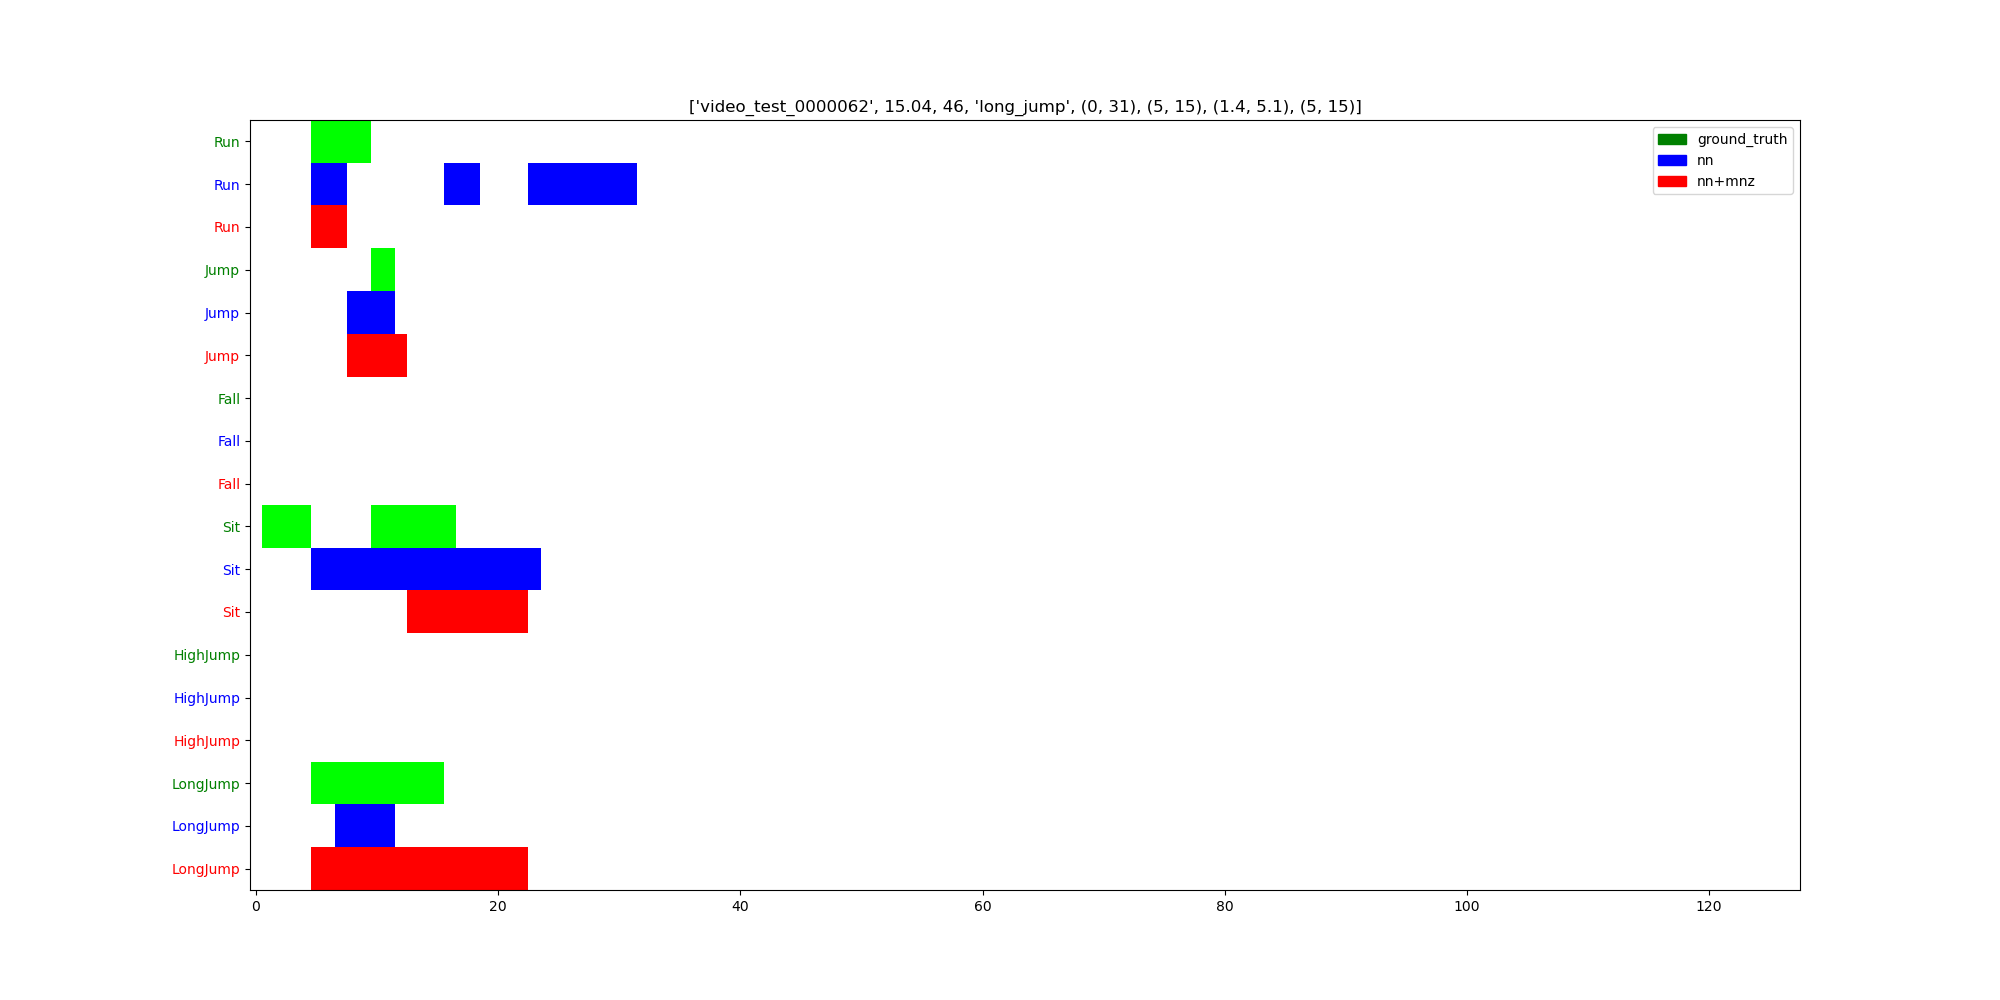 ['video_test_0000062', 15.04, 46, 'long_jump', (0, 31), (5, 15), (1.4, 5.1), (5, 15)]
ground_truth
nn
nn+mnz
Run
Run
Run
Jump
Jump
Jump
Fall
Fall
Fall
Sit
Sit
Sit
HighJump
HighJump
HighJump
LongJump
LongJump
LongJump
0 20 40 60 80 100 120